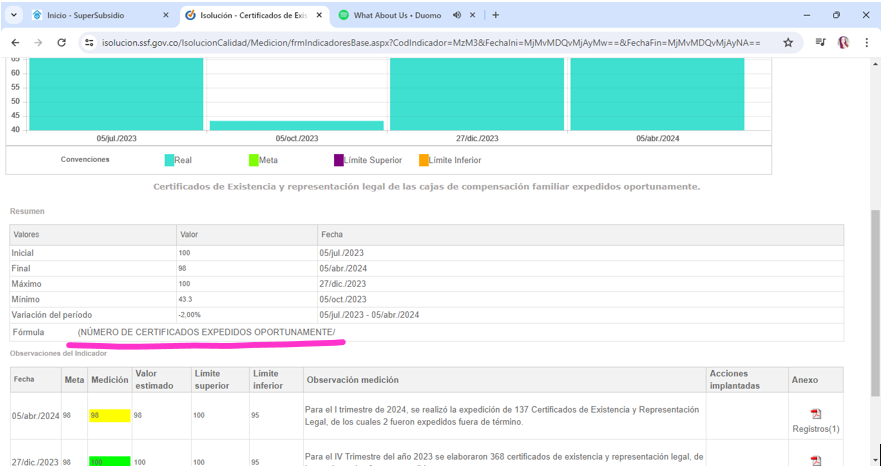 Inicio - SuperSubsidio
Isolución - Certificados de Exis
What About Us • Duomo
isolucion.ssf.gov.co/IsolucionCalidad/Medicion/frmIndicadoresBase.aspx?CodIndicador=MzM3&FechaIni=MjMvMDQvMjAyMw==&FechaFin=MjMvMDQvMjAyNA==
65
60
55
50
45
40
05/jul./2023 05/oct./2023 27/dic./2023 05/abr./2024
Convenciones Real Meta Límite Superior Límite Inferior
Certificados de Existencia y representación legal de las cajas de compensación familiar expedidos oportunamente.
Resumen
Valores Valor Fecha
Inicial 100 05/jul./2023
Final 98 05/abr./2024
Máximo 100 27/dic./2023
Mínimo 43.3 05/oct./2023
Variación del período -2,00% 05/jul./2023 - 05/abr./2024
Fórmula (NÚMERO DE CERTIFICADOS EXPEDIDOS OPORTUNAMENTE/
Observaciones del Indicador
Fecha Meta Medición Valor estimado Límite superior Límite inferior Observación medición Acciones implantadas Anexo
05/abr./2024 98 98 98 100 95 Para el I trimestre de 2024, se realizó la expedición de 137 Certificados de Existencia y Representación
Legal, de los cuales 2 fueron expedidos fuera de término.
Registros(1)
27/dic./2023 98 100 100 100 95 Para el IV Trimestre del año 2023 se elaboraron 368 certificados de existencia y representación legal, de